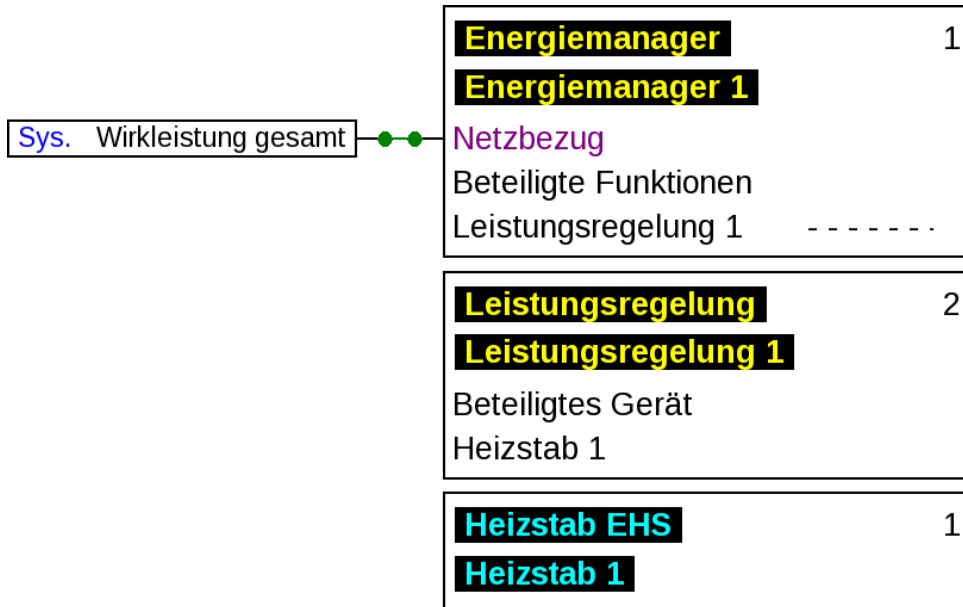 Energiemanager 1
Energiemanager 1
Sys. Wirkleistung gesamt
Netzbezug
Beteiligte Funktionen
Leistungsregelung 1 - - - - - - -
Leistungsregelung 2
Leistungsregelung 1
Beteiligtes Gerät
Heizstab 1
Heizstab EHS 1
Heizstab 1